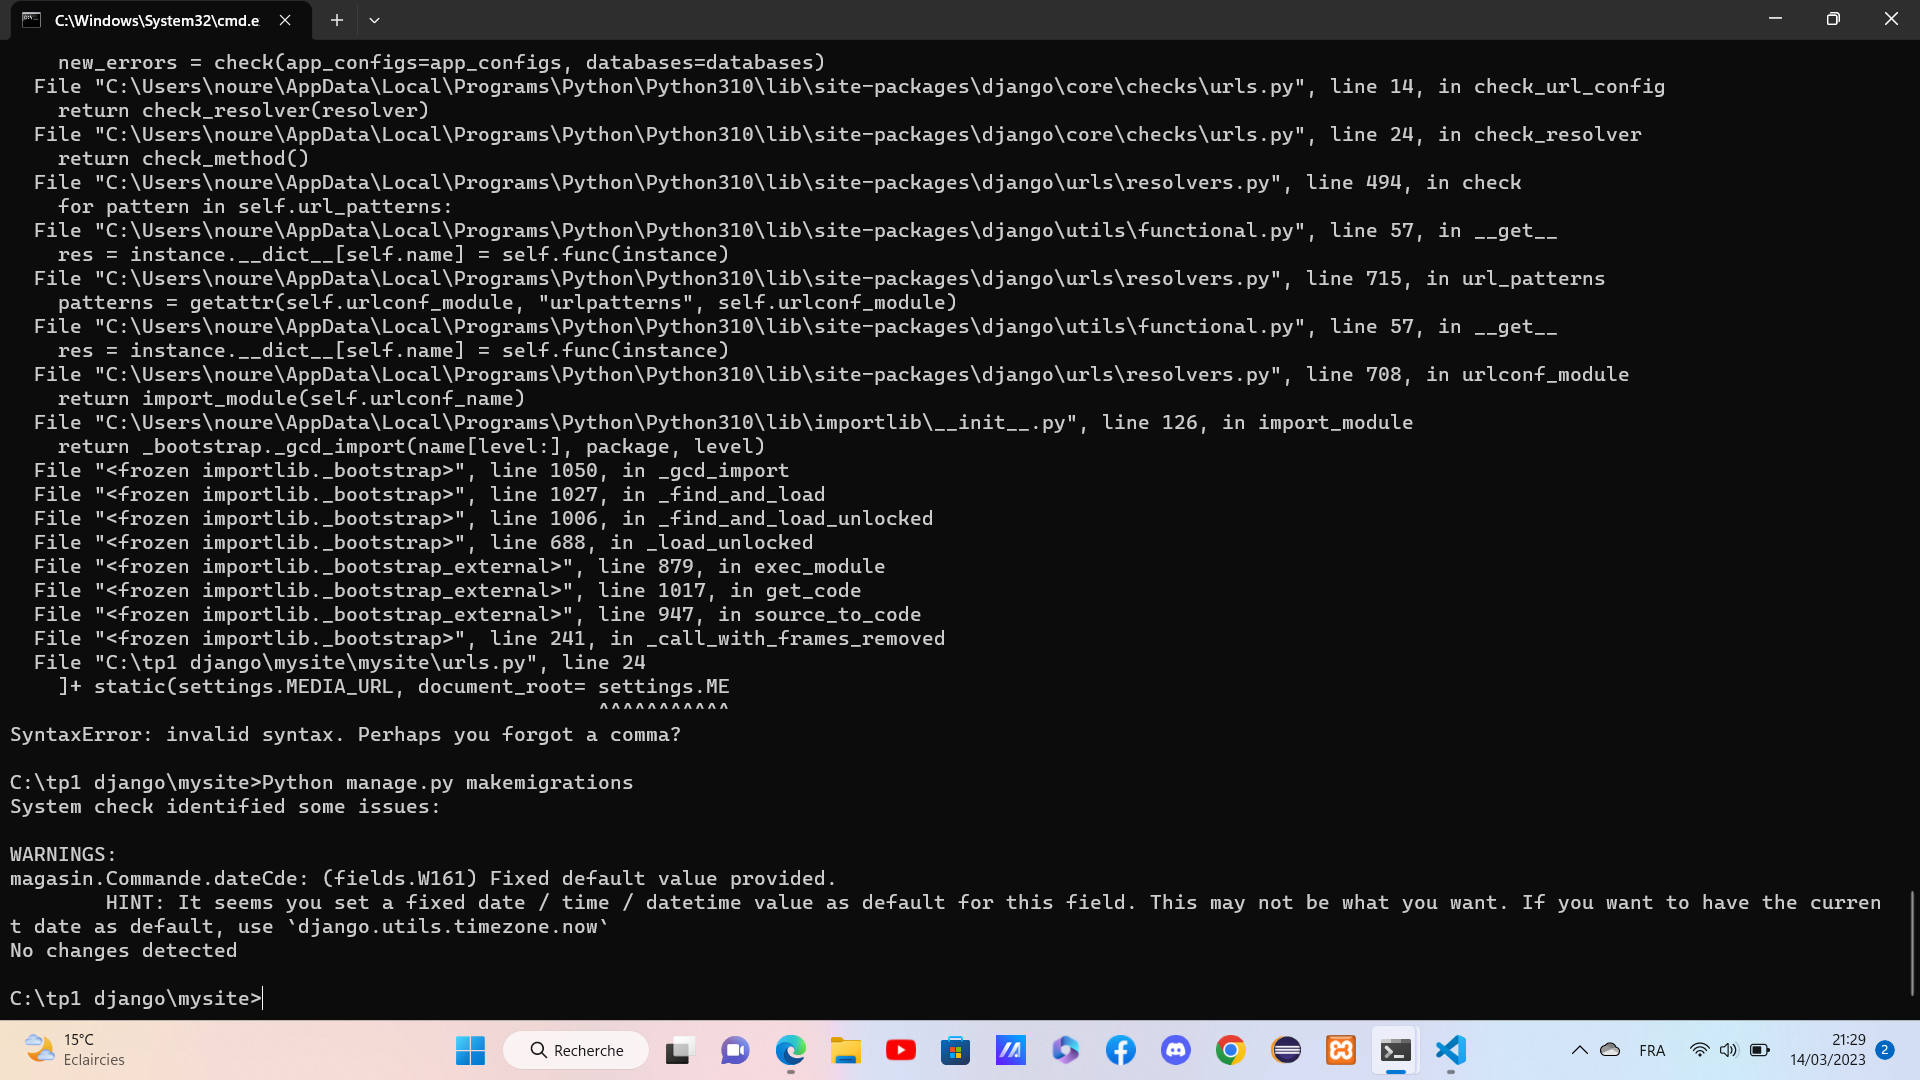 C:\Windows\System32\cmd.e
new_errors = check(app_configs=app_configs, databases=databases)
File "C:\Users\noure\AppData\Local\Programs\Python\Python310\lib\site-packages\django\core\checks\urls.py", line 14, in check_url_config
return check_resolver(resolver)
File "C:\Users\noure\AppData\Local\Programs\Python\Python310\lib\site-packages\django\core\checks\urls.py", line 24, in check_resolver
return check_method()
File "C:\Users\noure\AppData\Local\Programs\Python\Python310\lib\site-packages\django\urls\resolvers.py", line 494, in check
for pattern in self.url_patterns:
File "C:\Users\noure\AppData\Local\Programs\Python\Python310\lib\site-packages\django\utils\functional.py", line 57, in __get__
res = instance.__dict__[self.name] = self.func(instance)
File "C:\Users\noure\AppData\Local\Programs\Python\Python310\lib\site-packages\django\urls\resolvers.py", line 715, in url_patterns
patterns = getattr(self.urlconf_module, "urlpatterns", self.urlconf_module)
File "C:\Users\noure\AppData\Local\Programs\Python\Python310\lib\site-packages\django\utils\functional.py", line 57, in __get__
res = instance.__dict__[self.name] = self.func(instance)
File "C:\Users\noure\AppData\Local\Programs\Python\Python310\lib\site-packages\django\urls\resolvers.py", line 708, in urlconf_module
return import_module(self.urlconf_name)
File "C:\Users\noure\AppData\Local\Programs\Python\Python310\lib\importlib\__init__.py", line 126, in import_module
return _bootstrap._gcd_import(name[level:], package, level)
File "<frozen importlib._bootstrap>", line 1050, in _gcd_import
File "<frozen importlib._bootstrap>", line 1027, in _find_and_load
File "<frozen importlib._bootstrap>", line 1006, in _find_and_load_unlocked
File "<frozen importlib._bootstrap>", line 688, in _load_unlocked
File "<frozen importlib._bootstrap_external>", line 879, in exec_module
File "<frozen importlib._bootstrap_external>", line 1017, in get_code
File "<frozen importlib._bootstrap_external>", line 947, in source_to_code
File "<frozen importlib._bootstrap>", line 241, in _call_with_frames_removed
File "C:\tp1 django\mysite\mysite\urls.py", line 24
]+ static(settings.MEDIA_URL, document_root= settings.ME
^^^^^^^^^^^
SyntaxError: invalid syntax. Perhaps you forgot a comma?
C:\tp1 django\mysite>Python manage.py makemigrations
System check identified some issues:
WARNINGS:
magasin.Commande.dateCde: (fields.W161) Fixed default value provided.
HINT: It seems you set a fixed date / time / datetime value as default for this field. This may not be what you want. If you want to have the curren
t date as default, use `django.utils.timezone.now`
No changes detected
C:\tp1 django\mysite>
15°C
Eclaircies
Recherche
FRA
21:29
14/03/2023
2